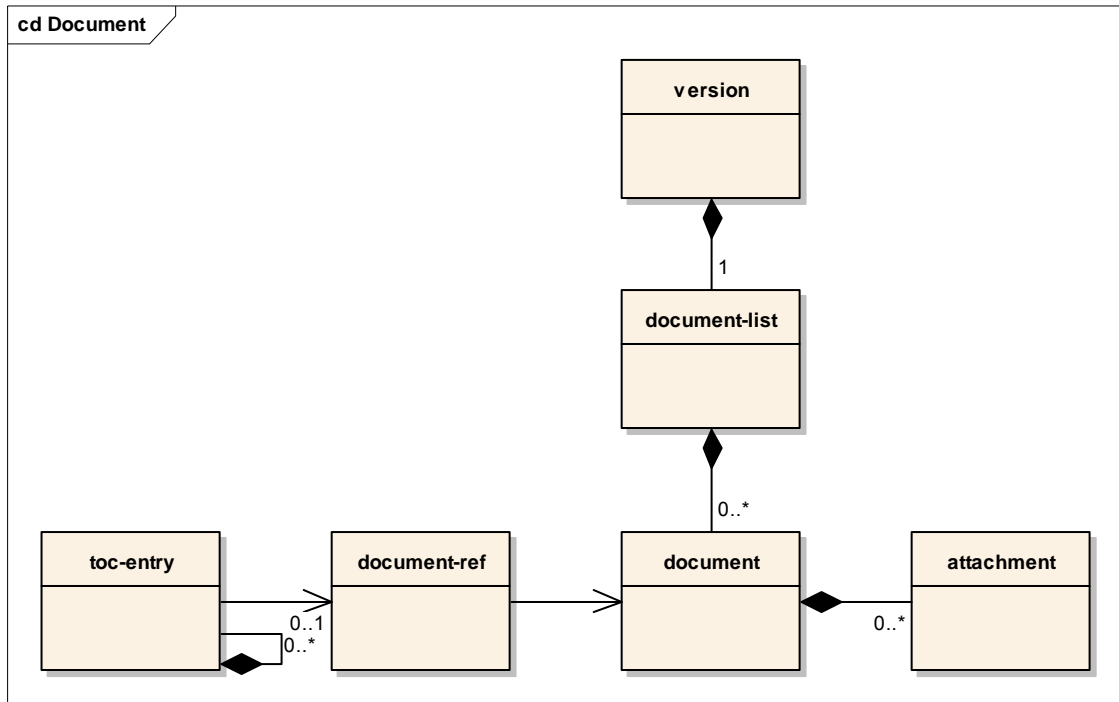 cd Document
version
1
document-list
0..*
toc-entry
document-ref
document
attachment
0..1
0..*
0..*